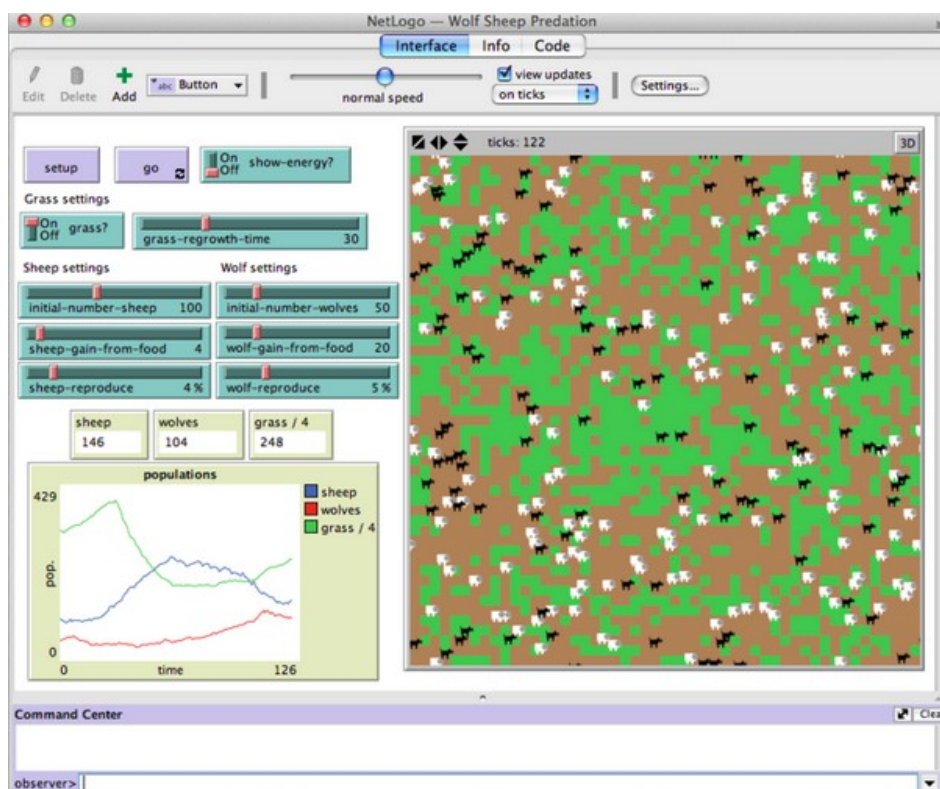 NetLogo — Wolf Sheep Predation
Interface Info Code
Edit Delete Add abc Button normal speed view updates on ticks Settings...
ticks: 122 3D
setup go On Off show-energy?
Grass settings
On Off grass? grass-regrowth-time 30
Sheep settings Wolf settings
initial-number-sheep 100 initial-number-wolves 50
sheep-gain-from-food 4 wolf-gain-from-food 20
sheep-reproduce 4 % wolf-reproduce 5 %
sheep wolves grass / 4
146 104 248
populations
429
sheep
wolves
grass / 4
pop.
0
0 time 126
Command Center Clea
observer>